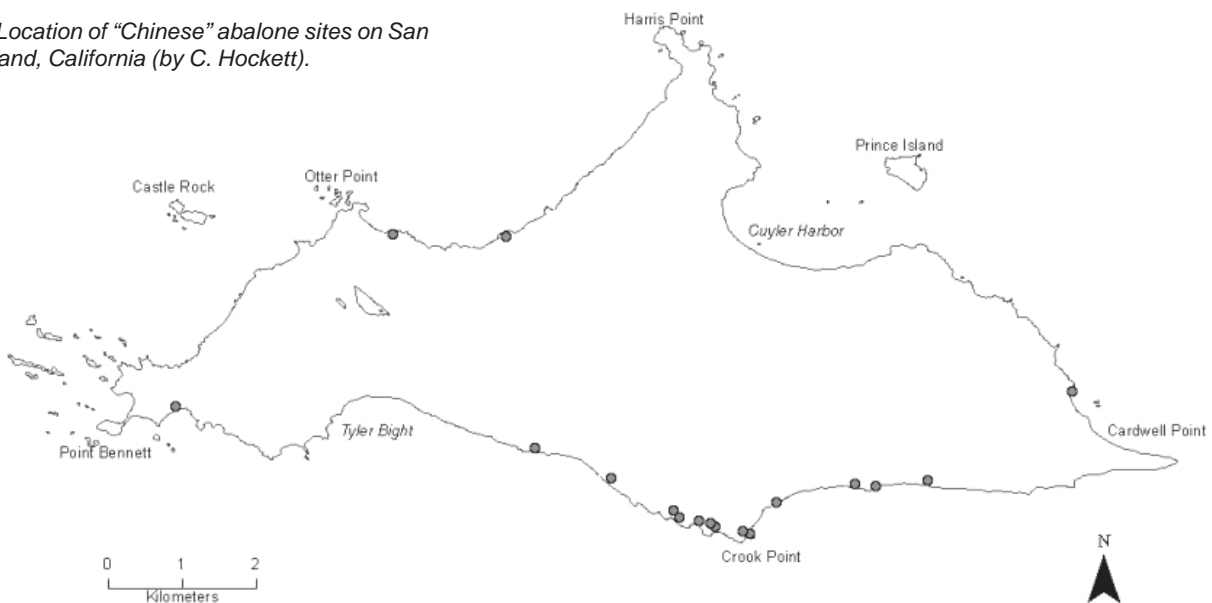 Location of “Chinese” abalone sites on San
and, California (by C. Hockett).
Harris Point
Prince Island
Otter Point
Castle Rock
Cuyler Harbor
Cardwell Point
Tyler Bight
Point Bennett
Crook Point
N
0 1 2
Kilometers